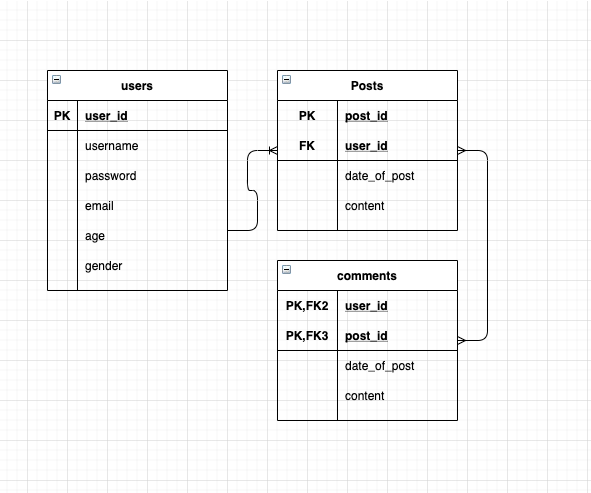 users
PK user_id
username
password
email
age
gender
Posts
PK post_id
FK user_id
date_of_post
content
comments
PK,FK2 user_id
PK,FK3 post_id
date_of_post
content